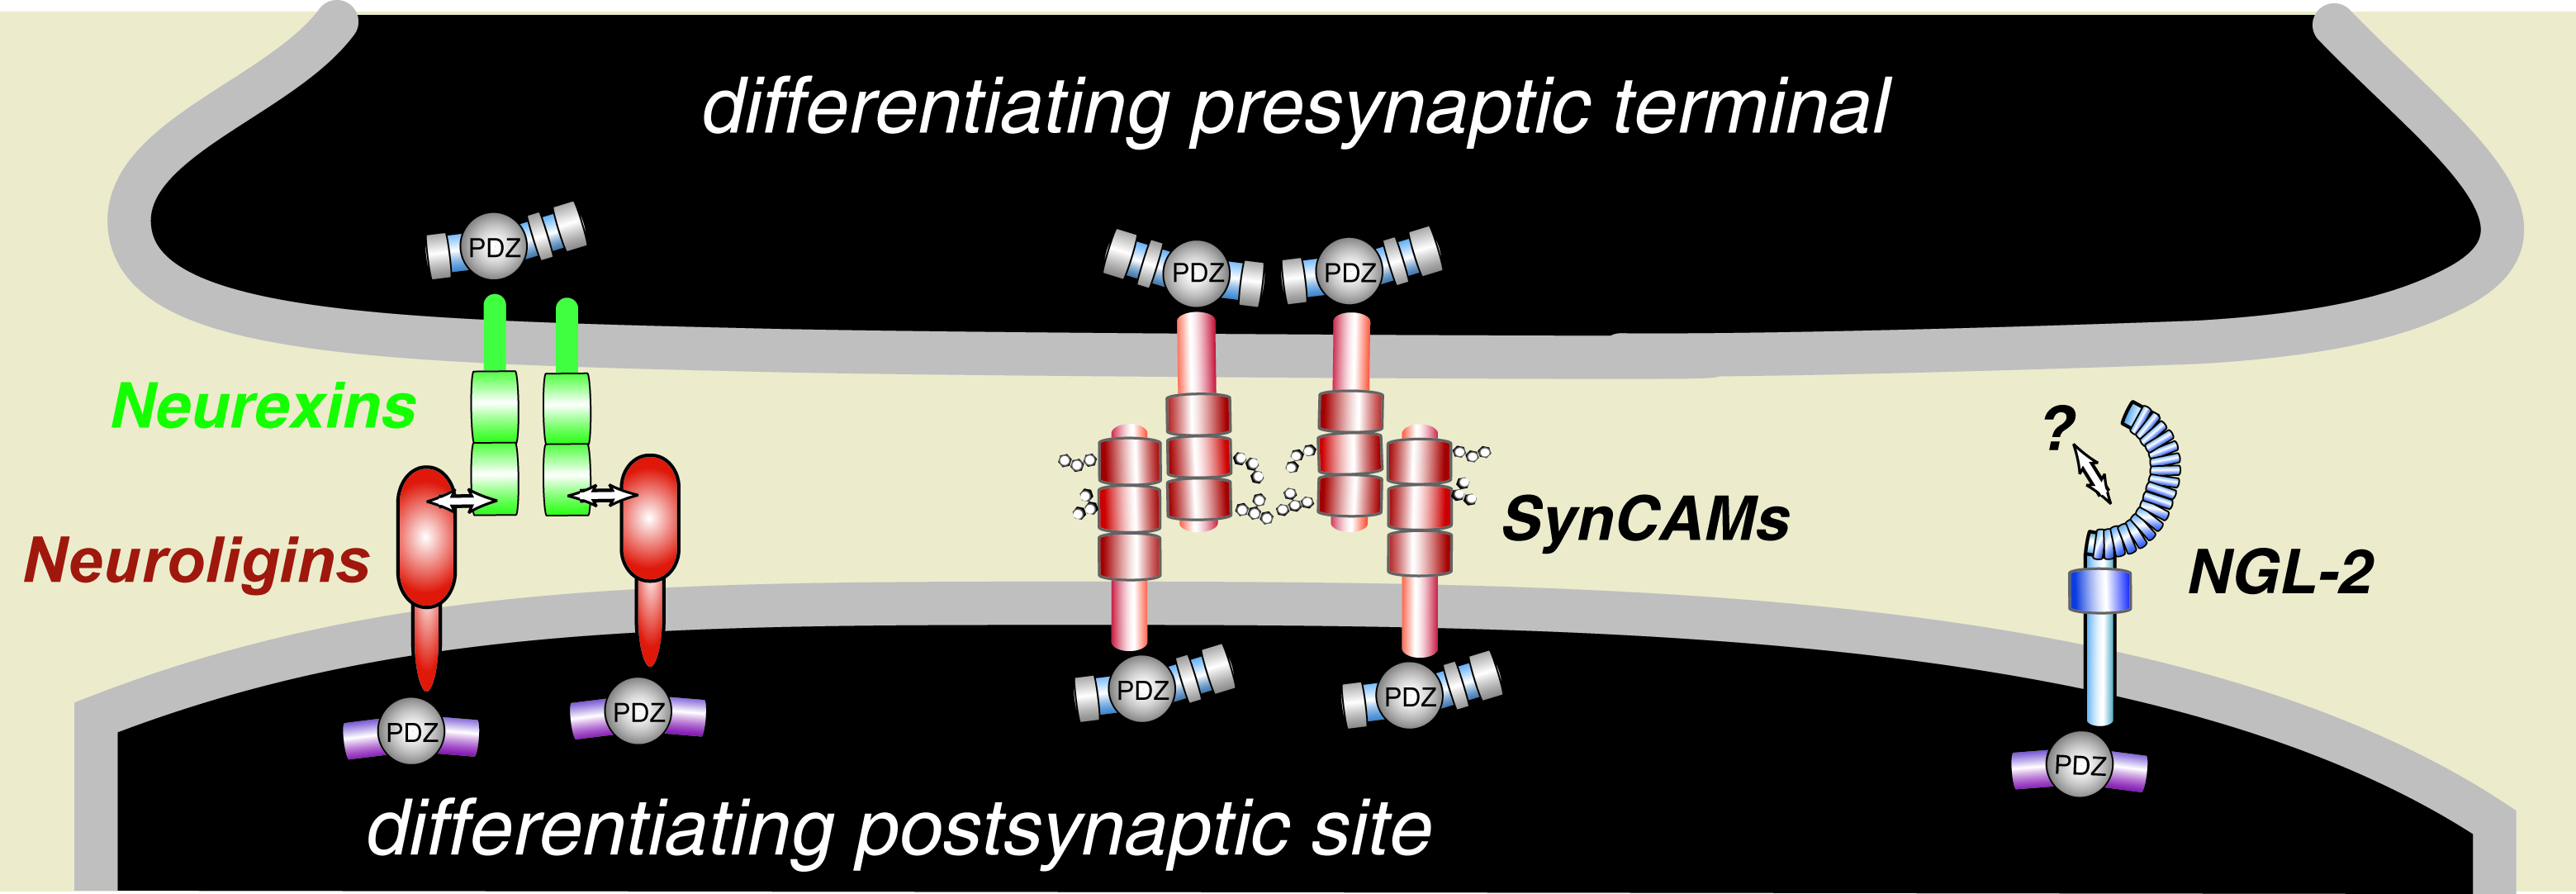 differentiating presynaptic terminal
PDZ
PDZ
PDZ
Neurexins
?
SynCAMs
Neuroligins
NGL-2
PDZ
PDZ
PDZ
PDZ
PDZ
differentiating postsynaptic site